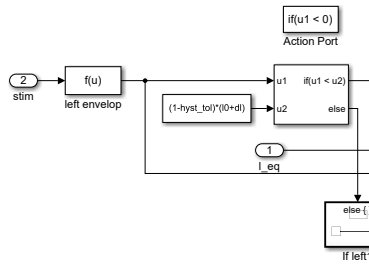 if(u1 < 0)
Action Port
2
f(u)
stim
left envelop
u1
if(u1 < u2)
(1-hyst_tol)*(l0+dl)
u2
else
1
l_eq
else {
If left